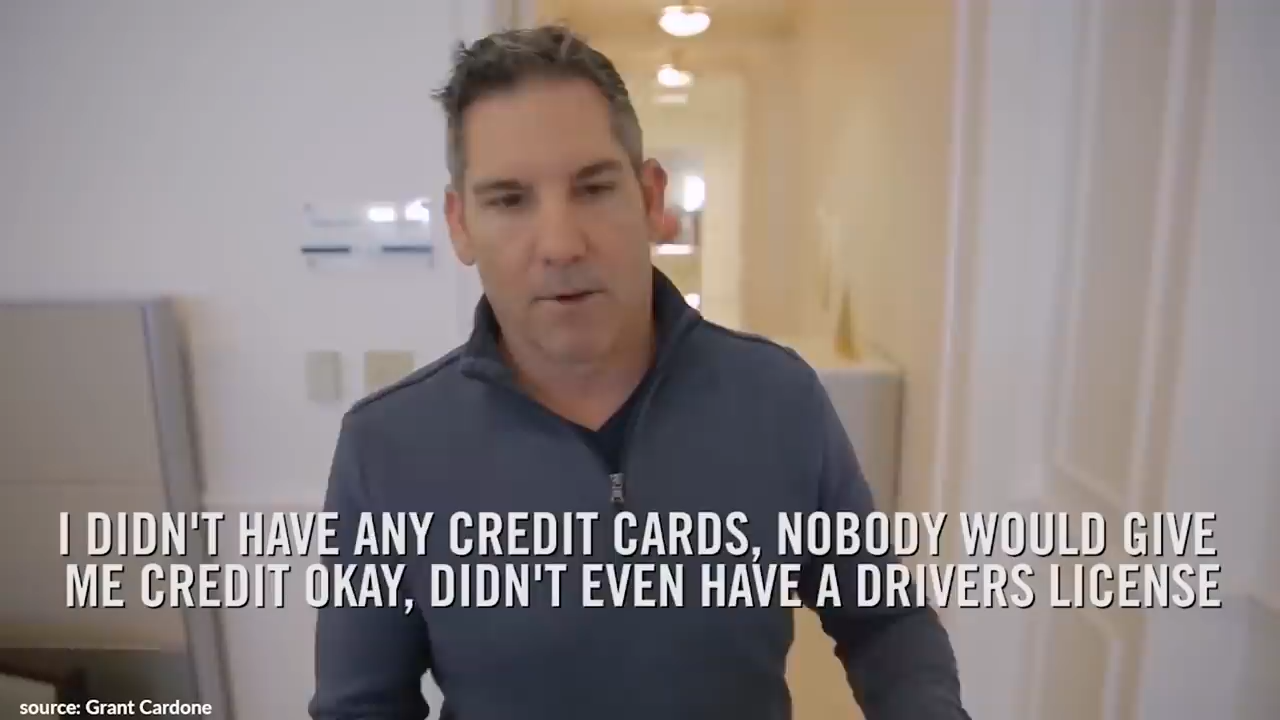 I DIDN'T HAVE ANY CREDIT CARDS, NOBODY WOULD GIVE
ME CREDIT OKAY, DIDN'T EVEN HAVE A DRIVERS LICENSE
source: Grant Cardone